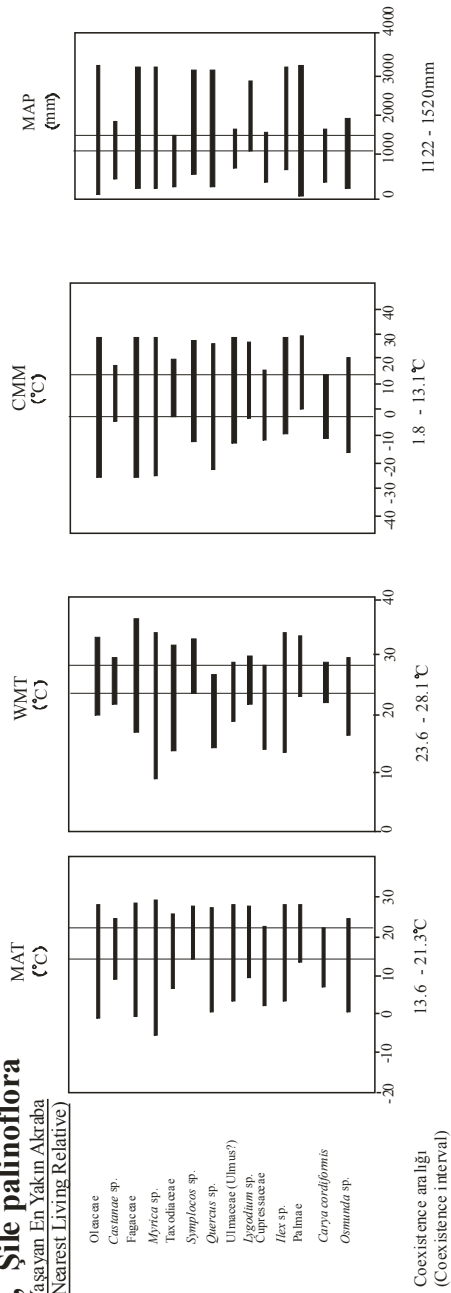 , Şile palinoflora
Yaşayan En Yakın Akraba
Nearest Living Relative)
MAT
(°C)
WMT
(°C)
CMM
(°C)
MAP
(mm)
Oleaceae
Castanae sp.
Fagaceae
Myrica sp.
Taxodiaceae
Symplocos sp.
Quercus sp.
Ulmaceae (Ulmus?)
Lygodium sp.
Cupressaceae
Ilex sp.
Palmae
Carya cordiformis
Osmunda sp.
-20 -10 0 10 20 30
0 10 20 30 40
-40 -30 -20 -10 0 10 20 30 40
0 1000 2000 3000 4000
Coexistence aralığı
(Coexistence interval)
13.6 - 21.3°C
23.6 - 28.1°C
1.8 - 13.1°C
1122 - 1520mm